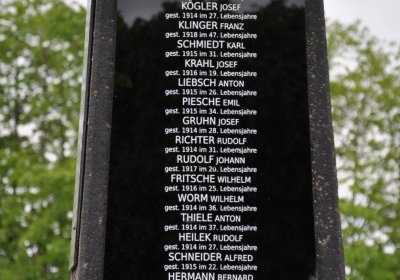 KÖGLER JOSEF
gest. 1914 im 27. Lebensjahre
KLINGER FRANZ
gest. 1918 im 47. Lebensjahre
SCHMIEDT KARL
gest. 1915 im 31. Lebensjahre
KRAHL JOSEF
gest. 1916 im 19. Lebensjahre
LIEBSCH ANTON
gest. 1915 im 26. Lebensjahre
PIESCHE EMIL
gest. 1915 im 34. Lebensjahre
GRUHN JOSEF
gest. 1914 im 28. Lebensjahre
RICHTER RUDOLF
gest. 1914 im 31. Lebensjahre
RUDOLF JOHANN
gest. 1917 im 20. Lebensjahre
FRITSCHE WILHELM
gest. 1916 im 25. Lebensjahre
WORM WILHELM
gest. 1914 im 36. Lebensjahre
THIELE ANTON
gest. 1914 im 37. Lebensjahre
HEILEK RUDOLF
gest. 1914 im 27. Lebensjahre
SCHNEIDER ALFRED
gest. 1915 im 22. Lebensjahre
HERMANN BERNARD